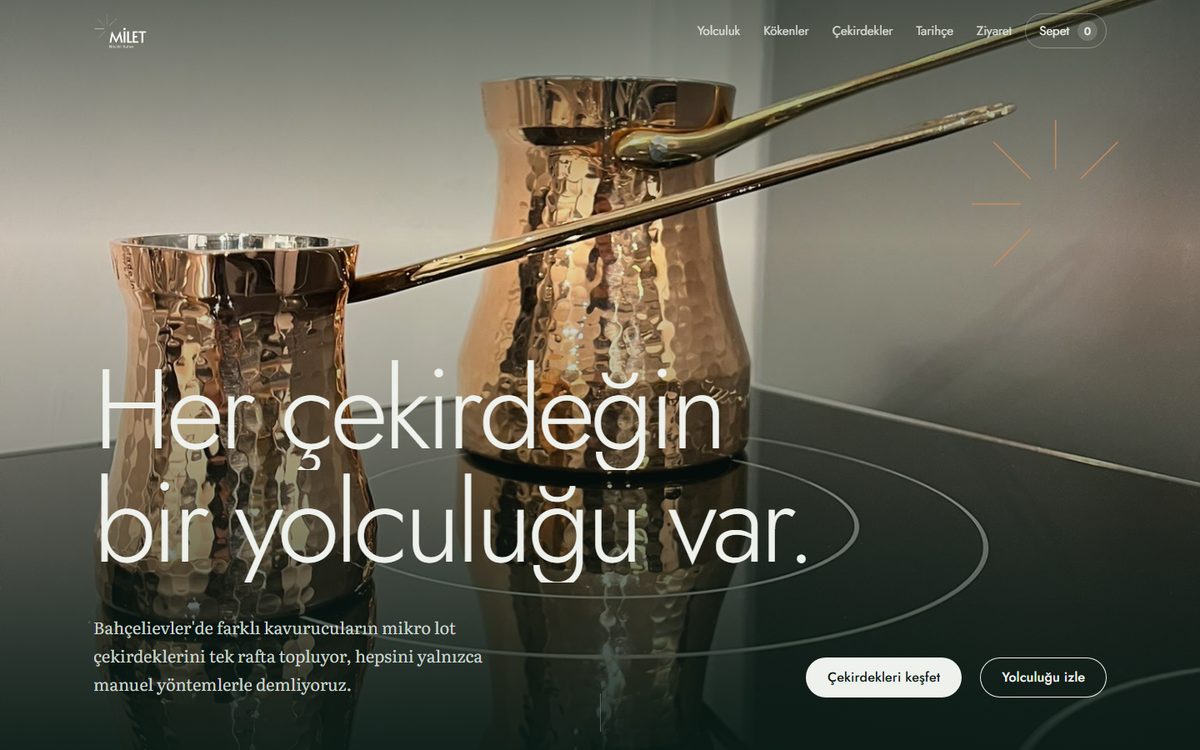 MİLET
Yolculuk
Kökenler
Çekirdekler
Tarihçe
Ziyaret
Sepet 0
Her çekirdeğin
bir yolculuğu var.
Bahçelievler'de farklı kavurucuların mikro lot
çekirdeklerini tek rafta topluyor, hepsini yalnızca
manuel yöntemlerle demliyoruz.
Çekirdekleri keşfet
Yolculuğu izle